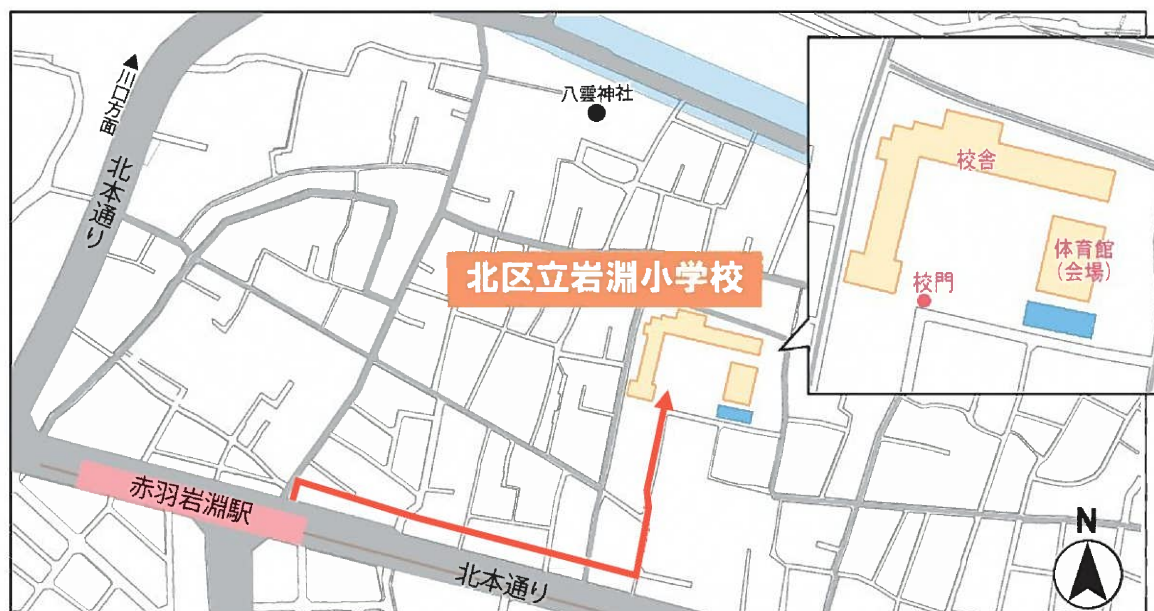 ▲川口方面
北本通り
八雲神社
北区立岩淵小学校
校舎
体育館
(会場)
校門
赤羽岩淵駅
北本通り
N